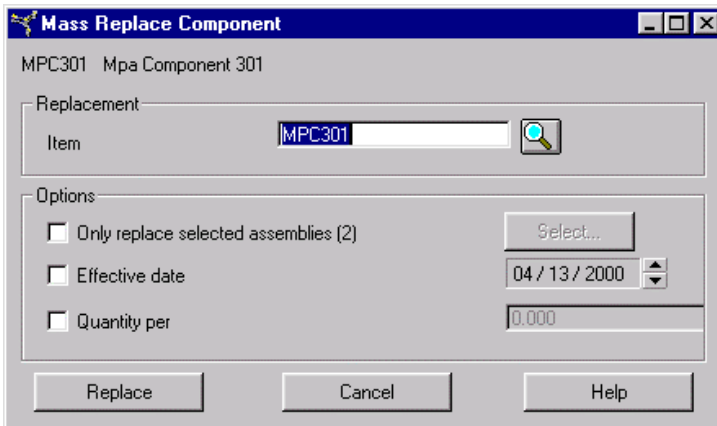 Mass Replace Component
MPC301 Mpa Component 301
Replacement
Item MPC301
Options
Only replace selected assemblies (2) Select...
Effective date 04 / 13 / 2000
Quantity per 0.000
Replace Cancel Help